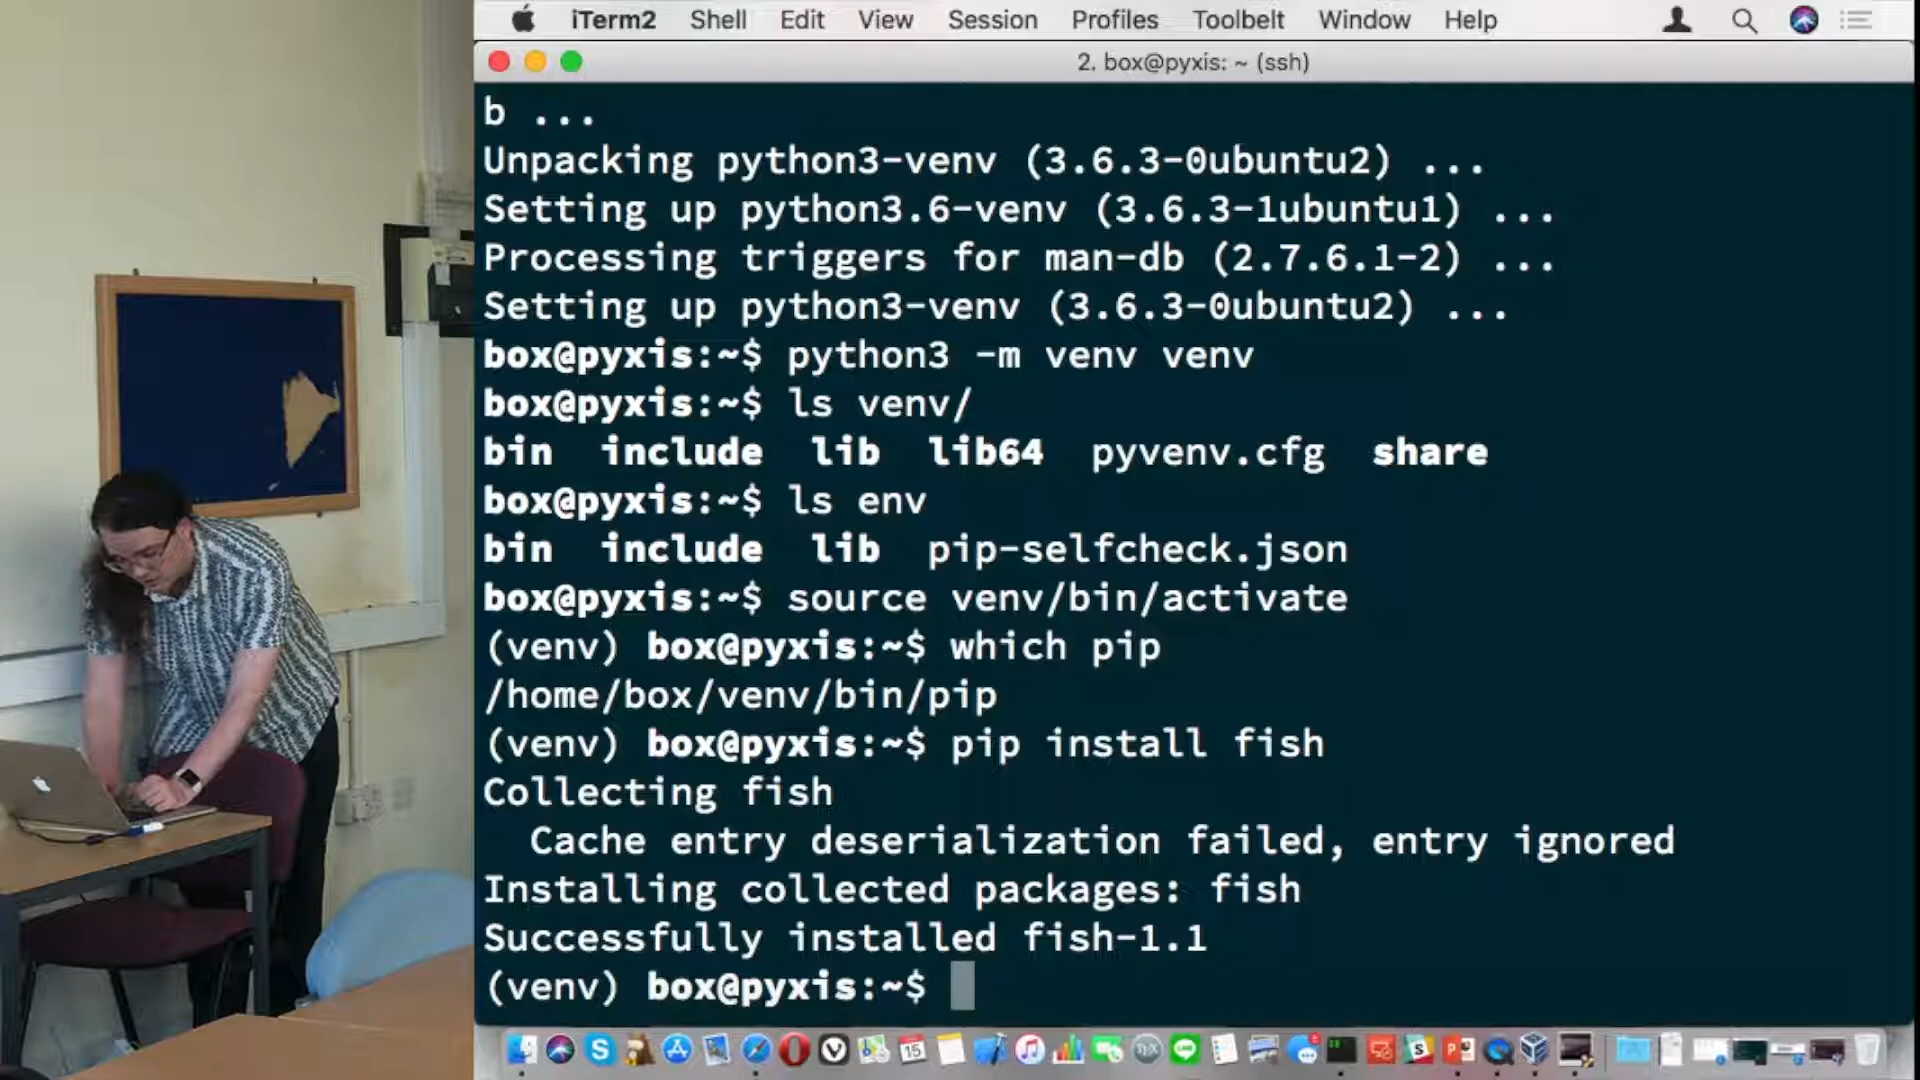 iTerm2 Shell Edit View Session Profiles Toolbelt Window Help
2. box@pyxis: ~ (ssh)
b ...
Unpacking python3-venv (3.6.3-0ubuntu2) ...
Setting up python3.6-venv (3.6.3-1ubuntu1) ...
Processing triggers for man-db (2.7.6.1-2) ...
Setting up python3-venv (3.6.3-0ubuntu2) ...
box@pyxis:~$ python3 -m venv venv
box@pyxis:~$ ls venv/
bin include lib lib64 pyvenv.cfg share
box@pyxis:~$ ls env
bin include lib pip-selfcheck.json
box@pyxis:~$ source venv/bin/activate
(venv) box@pyxis:~$ which pip
/home/box/venv/bin/pip
(venv) box@pyxis:~$ pip install fish
Collecting fish
Cache entry deserialization failed, entry ignored
Installing collected packages: fish
Successfully installed fish-1.1
(venv) box@pyxis:~$
15